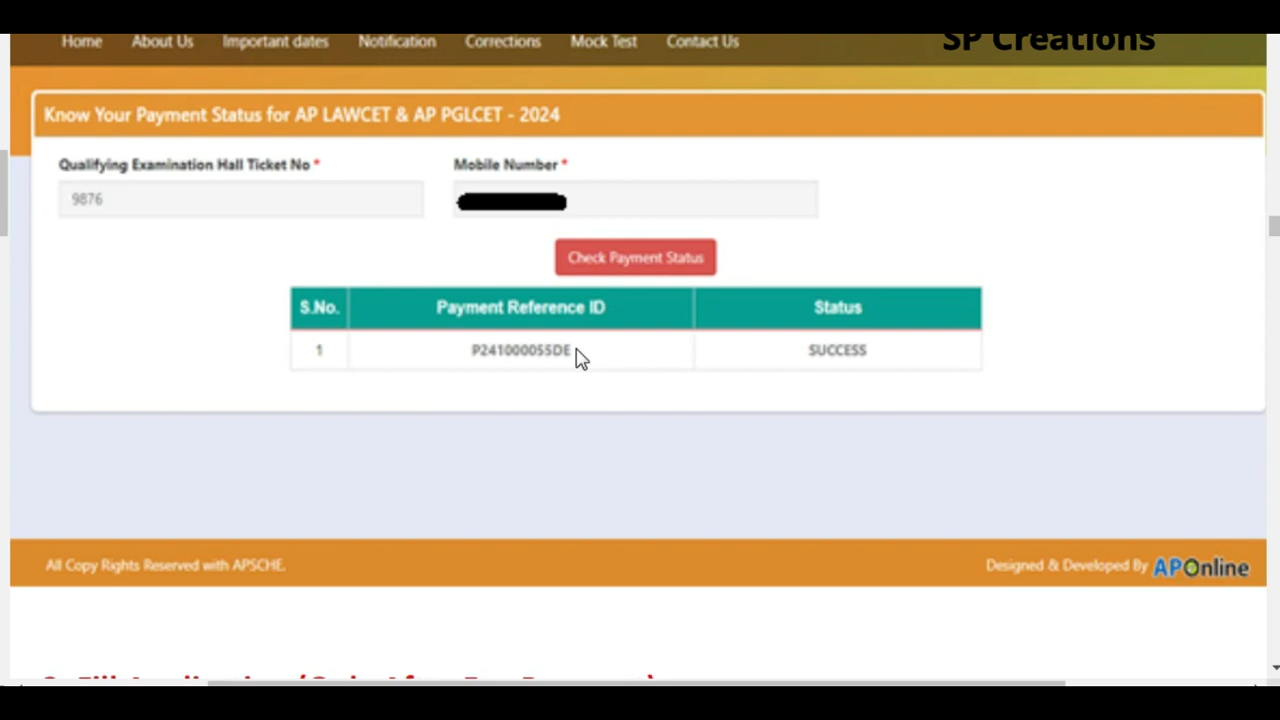 Home About Us Important dates Notification Corrections Mock Test Contact Us SP Creations
Know Your Payment Status for AP LAWCET & AP PGLCET - 2024
Qualifying Examination Hall Ticket No * Mobile Number *
9876
Check Payment Status
S.No. Payment Reference ID Status
1 P241000055DE SUCCESS
All Copy Rights Reserved with APSCHE. Designed & Developed By APOnline